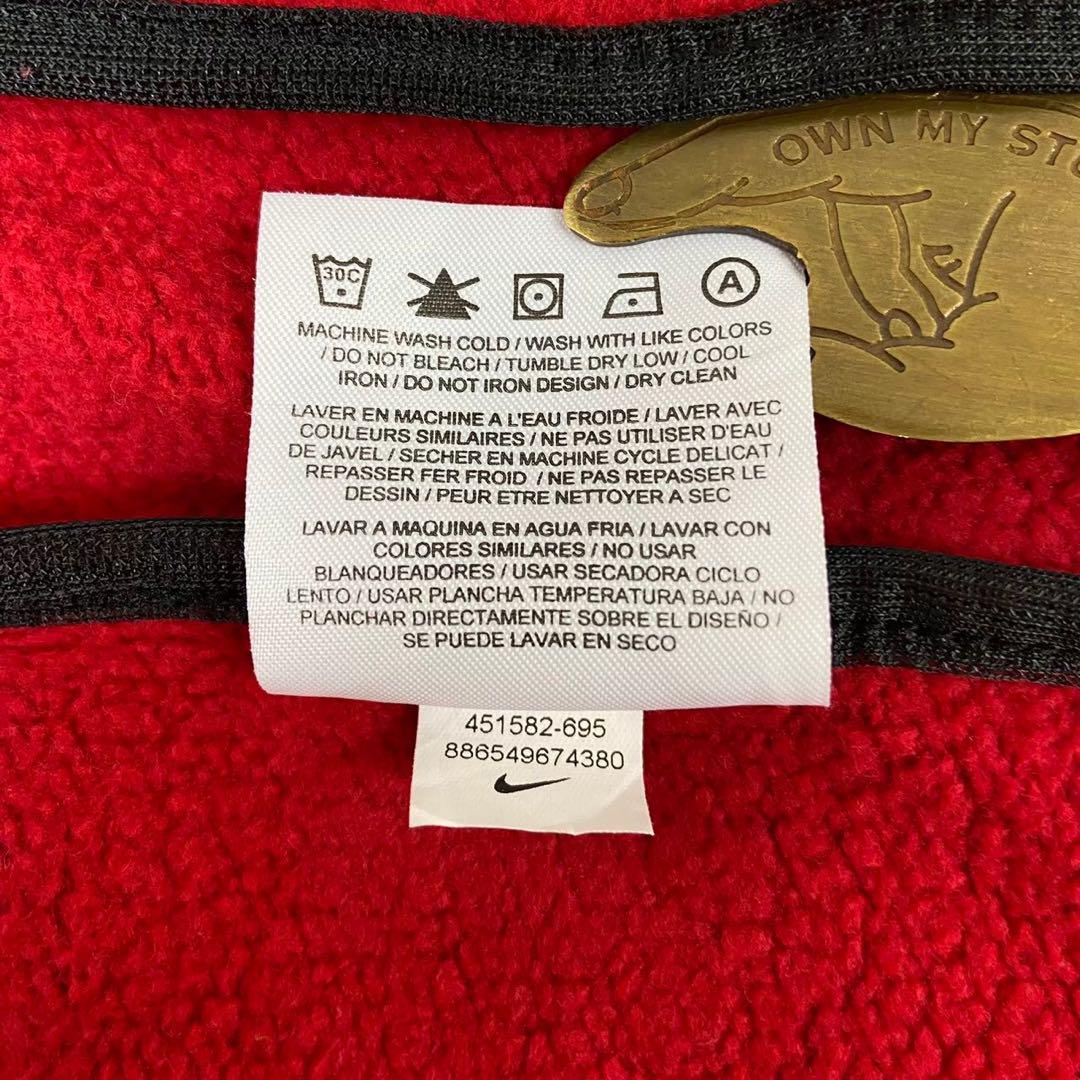 OWN MY
30C
A
MACHINE WASH COLD / WASH WITH LIKE COLORS
/ DO NOT BLEACH / TUMBLE DRY LOW / COOL
IRON / DO NOT IRON DESIGN / DRY CLEAN
LAVER EN MACHINE A L'EAU FROIDE / LAVER AVEC
COULEURS SIMILAIRES / NE PAS UTILISER D'EAU
DE JAVEL / SECHER EN MACHINE CYCLE DELICAT /
REPASSER FER FROID / NE PAS REPASSER LE
DESSIN / PEUR ETRE NETTOYER A SEC
LAVAR A MAQUINA EN AGUA FRIA / LAVAR CON
COLORES SIMILARES / NO USAR
BLANQUEADORES / USAR SECADORA CICLO
LENTO / USAR PLANCHA TEMPERATURA BAJA / NO
PLANCHAR DIRECTAMENTE SOBRE EL DISEÑO /
SE PUEDE LAVAR EN SECO
451582-695
886549674380